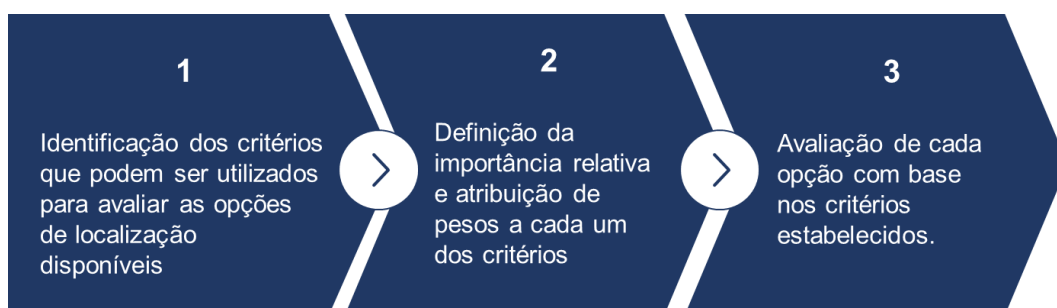 1
Identificação dos critérios
que podem ser utilizados
para avaliar as opções
de localização
disponíveis
2
Definição da
importância relativa
e atribuição de
pesos a cada um
dos critérios
3
Avaliação de cada
opção com base
nos critérios
estabelecidos.